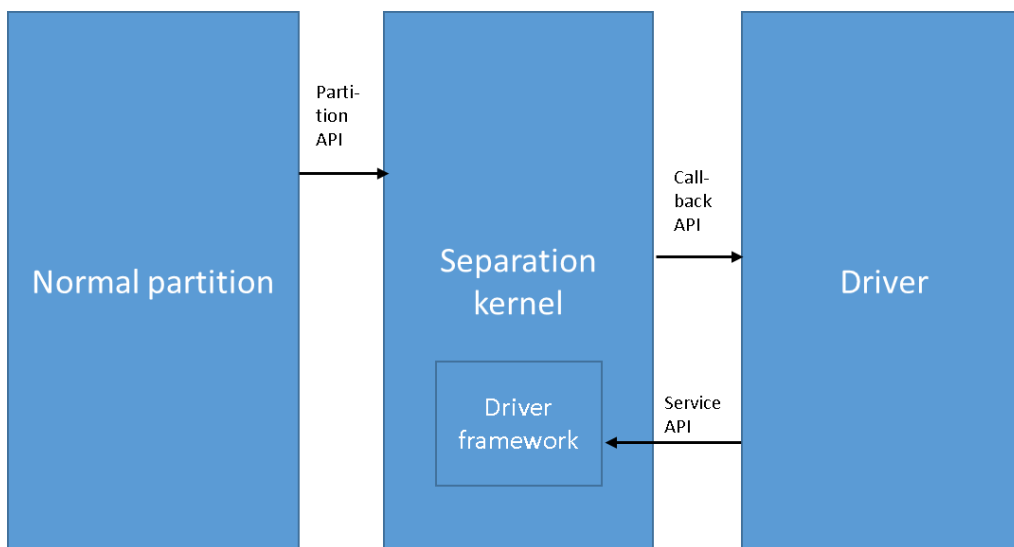 Normal partition
Parti-
tion
API
Separation
kernel
Driver
framework
Call-
back
API
Service
API
Driver